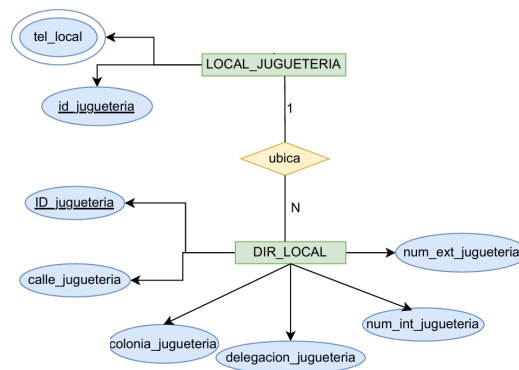 tel_local
LOCAL_JUGUETERIA
id_jugueteria
1
ubica
ID_jugueteria
N
DIR_LOCAL
num_ext_jugueteria
calle_jugueteria
num_int_jugueteria
colonia_jugueteria
delegacion_jugueteria